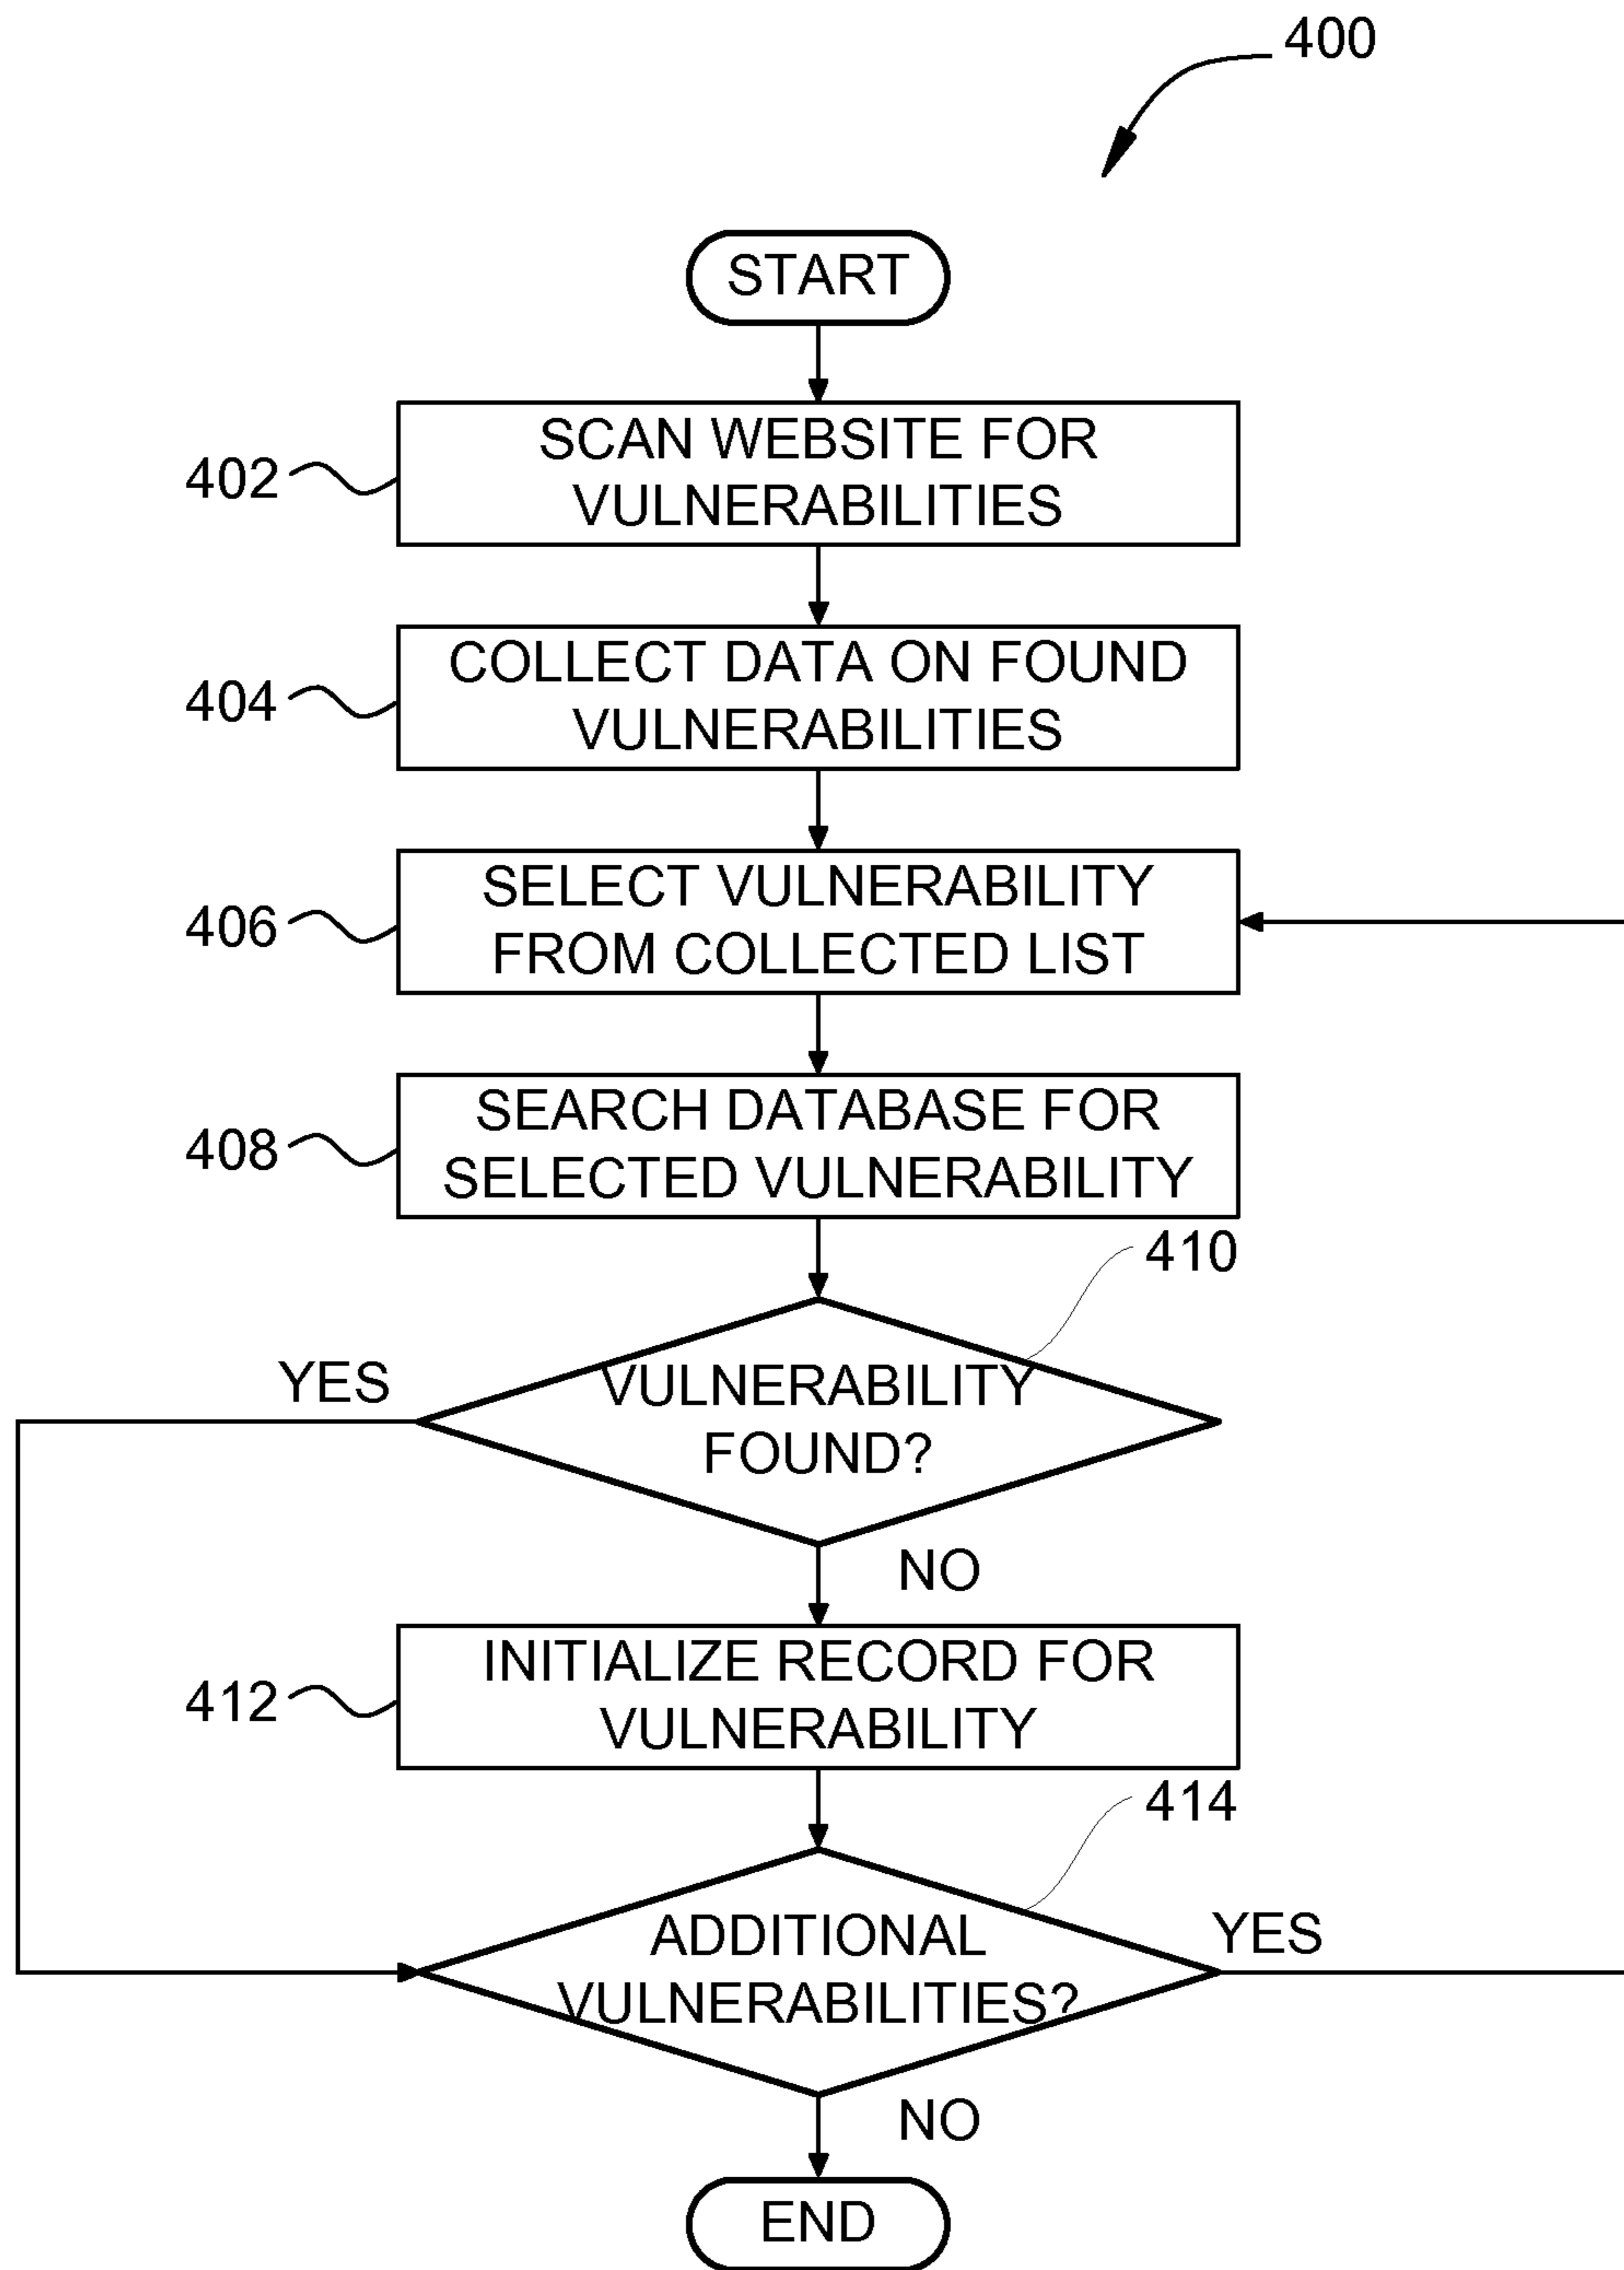 400
START
402
SCAN WEBSITE FOR
VULNERABILITIES
404
COLLECT DATA ON FOUND
VULNERABILITIES
406
SELECT VULNERABILITY
FROM COLLECTED LIST
408
SEARCH DATABASE FOR
SELECTED VULNERABILITY
410
YES
VULNERABILITY
FOUND?
NO
412
INITIALIZE RECORD FOR
VULNERABILITY
414
ADDITIONAL
VULNERABILITIES?
YES
NO
END